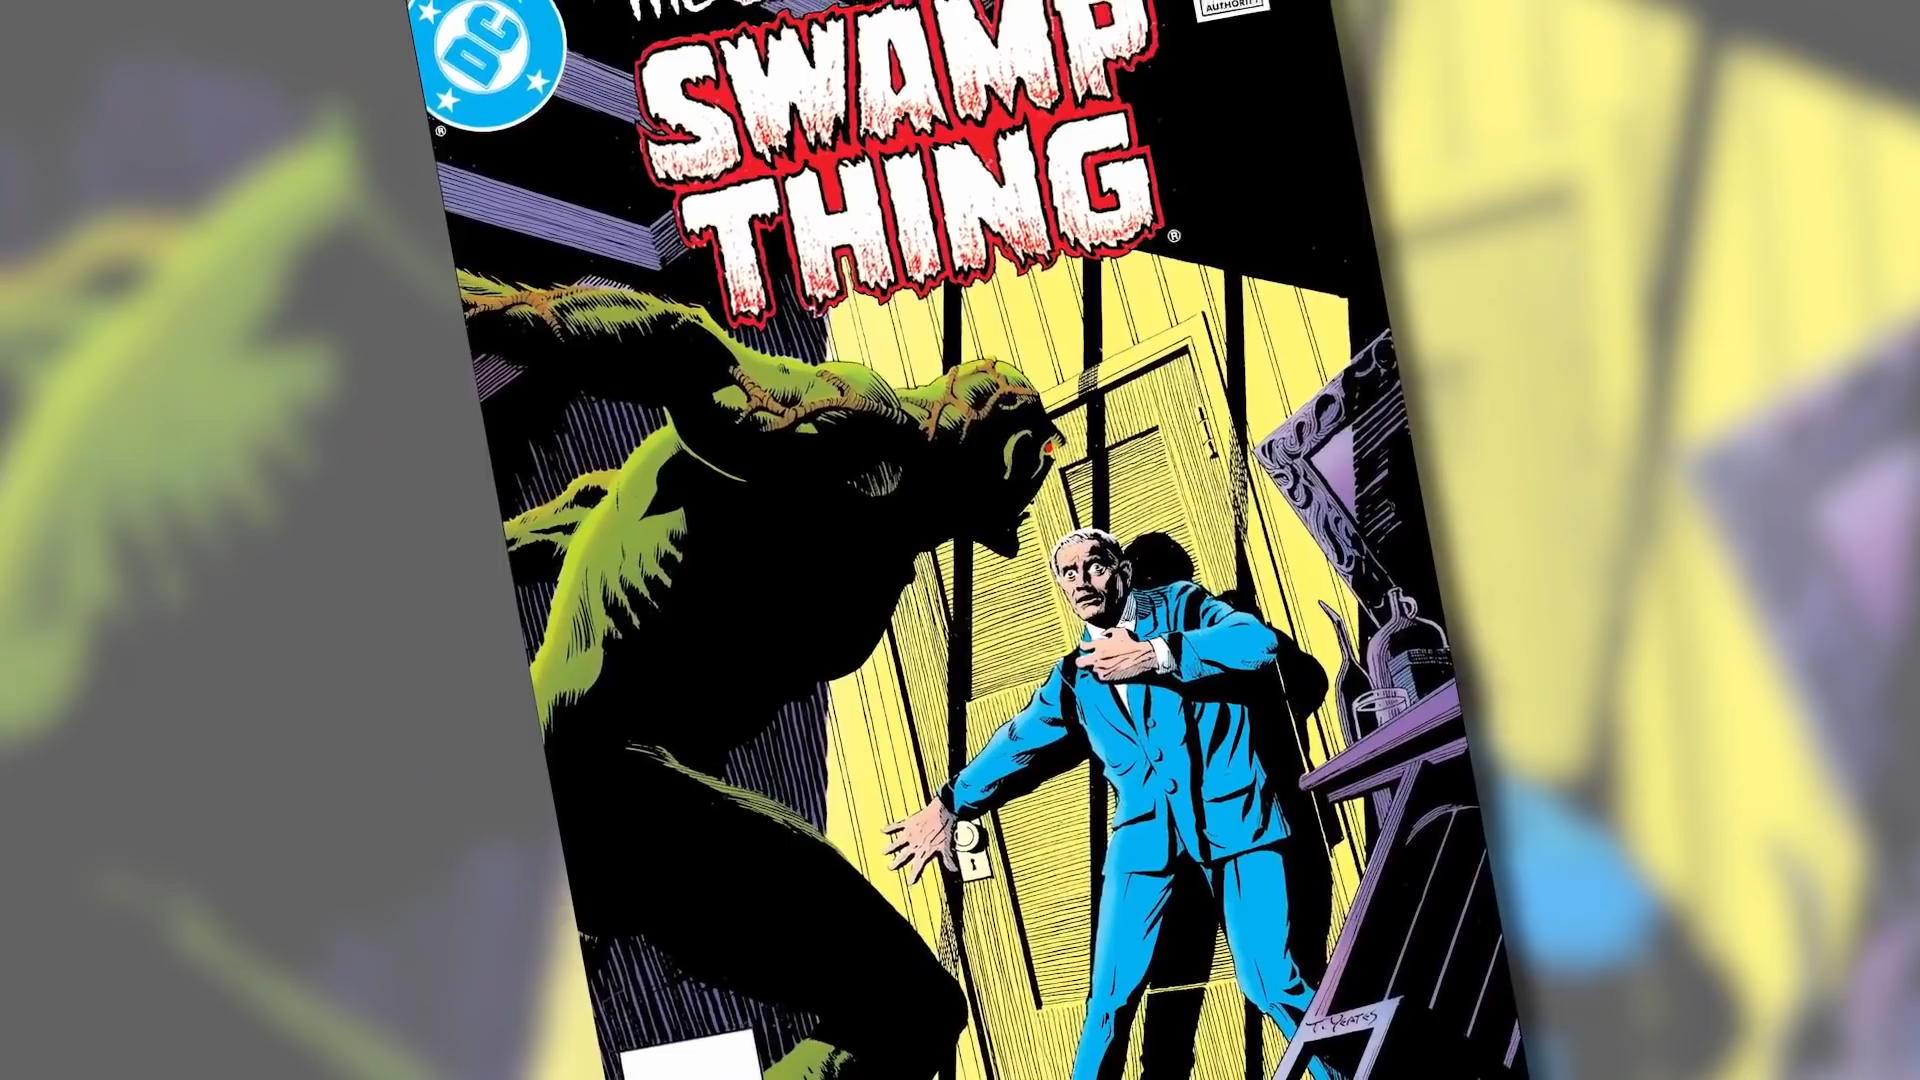 DC
®
SWAMP
THING
®
AUTHORITY
T. YEATES